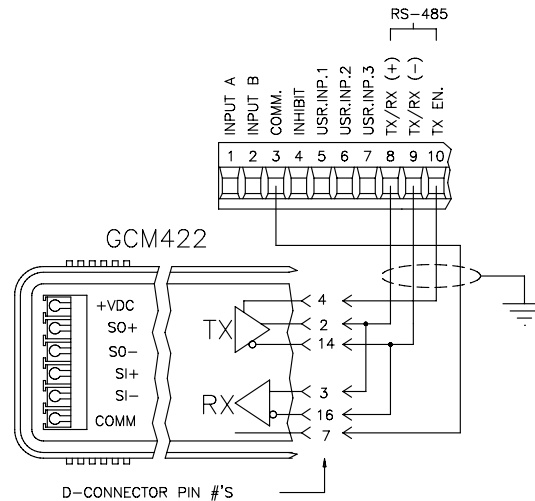 RS-485
INPUT A
INPUT B
COMM.
INHIBIT
USR.INP.1
USR.INP.2
USR.INP.3
TX/RX (+)
TX/RX (-)
TX EN.
1 2 3 4 5 6 7 8 9 10
GCM422
+VDC
SO+
SO-
SI+
SI-
COMM
TX
RX
4
2
14
3
16
7
D-CONNECTOR PIN #'S